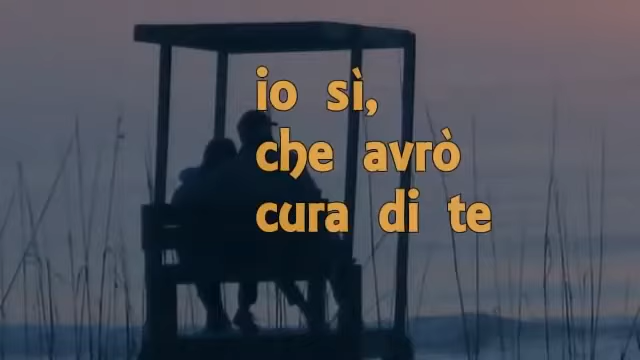 io sì,
che avrò
cura di te